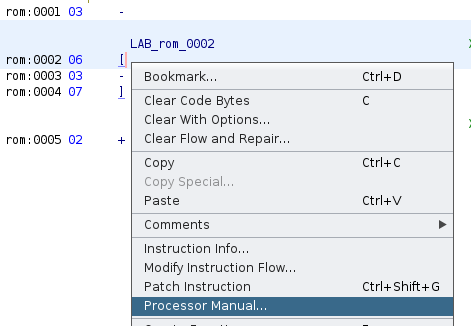 rom:0001 03 -
LAB_rom_0002
rom:0002 06 [
rom:0003 03 -
rom:0004 07 ]
rom:0005 02 +
Bookmark... Ctrl+D
Clear Code Bytes C
Clear With Options...
Clear Flow and Repair...
Copy Ctrl+C
Copy Special...
Paste Ctrl+V
Comments
Instruction Info...
Modify Instruction Flow...
Patch Instruction Ctrl+Shift+G
Processor Manual...